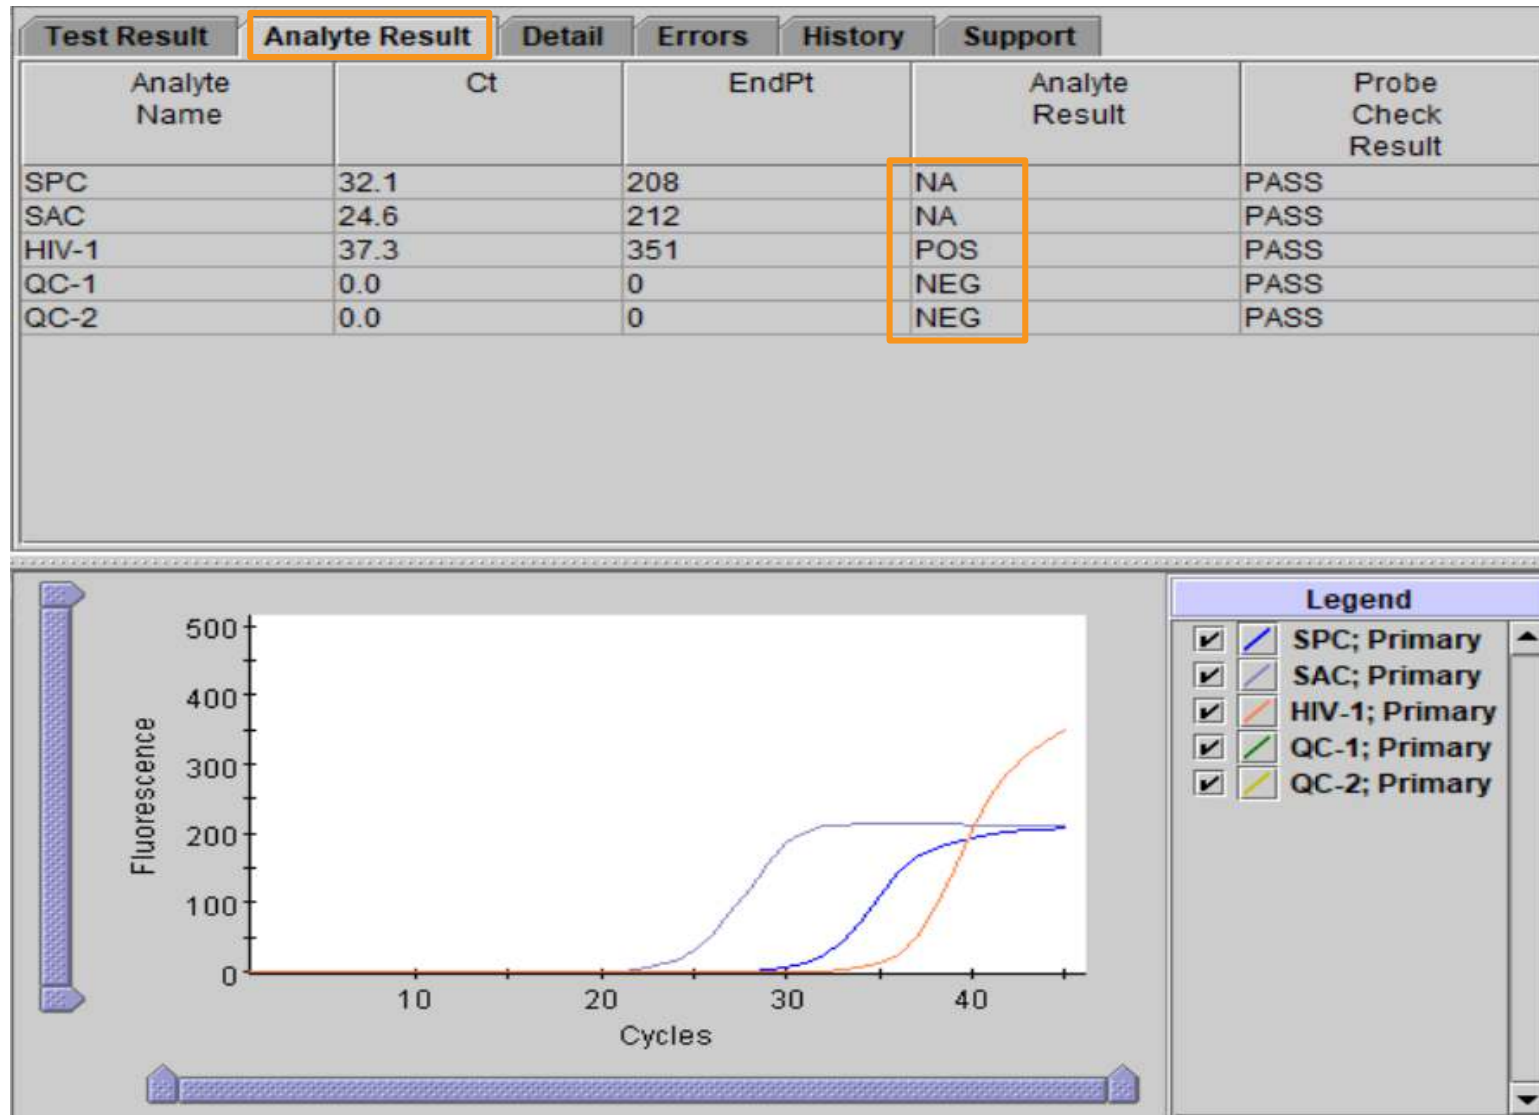 Test Result Analyte Result Detail Errors History Support
Analyte Name Ct EndPt Analyte Result Probe Check Result
SPC 32.1 208 NA PASS
SAC 24.6 212 NA PASS
HIV-1 37.3 351 POS PASS
QC-1 0.0 0 NEG PASS
QC-2 0.0 0 NEG PASS
Legend
SPC; Primary
SAC; Primary
HIV-1; Primary
QC-1; Primary
QC-2; Primary
Fluorescence
500
400
300
200
100
0
10 20 30 40
Cycles